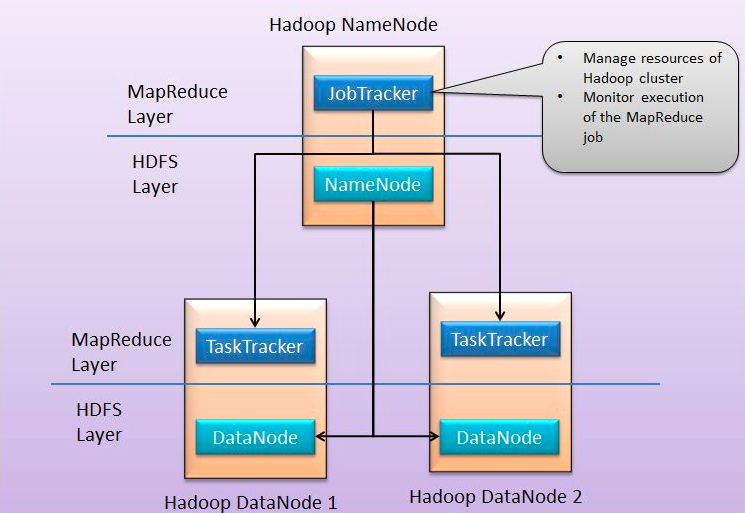 Hadoop NameNode
MapReduce
Layer
JobTracker
• Manage resources of
Hadoop cluster
• Monitor execution
of the MapReduce
job
HDFS
Layer
NameNode
MapReduce
Layer
TaskTracker
TaskTracker
HDFS
Layer
DataNode
DataNode
Hadoop DataNode 1
Hadoop DataNode 2